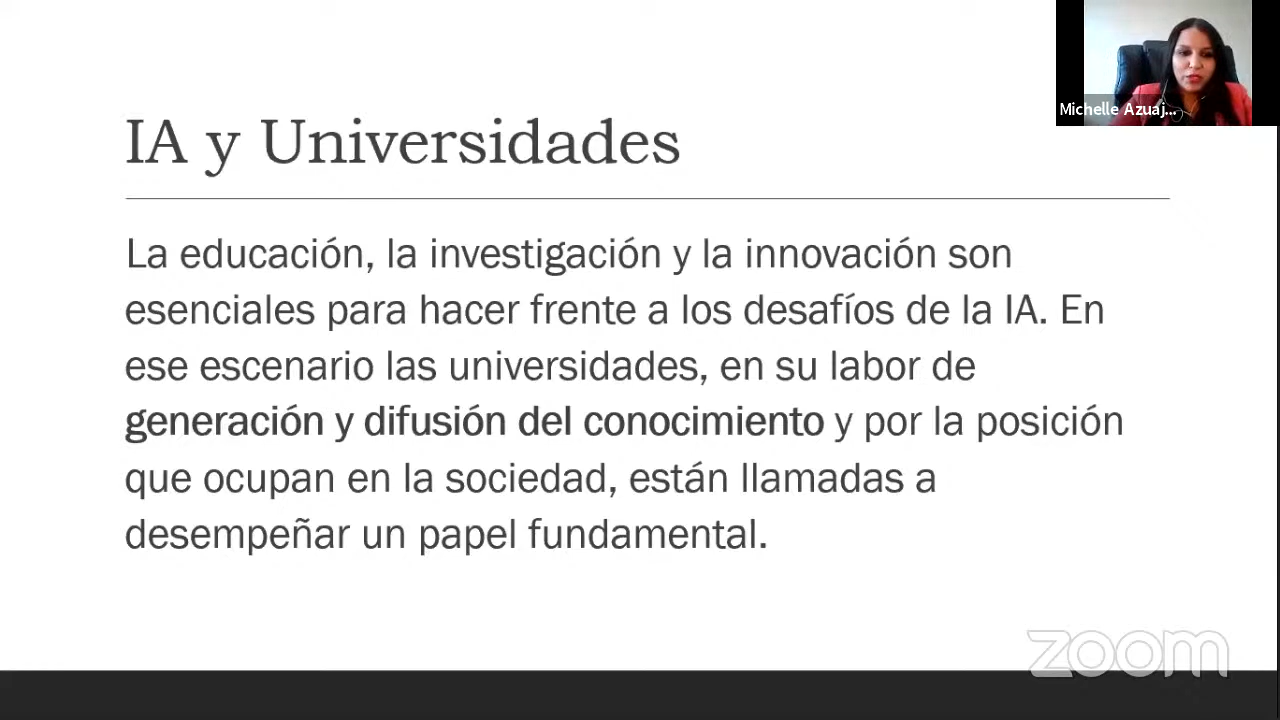 Michelle Azuaj...
IA y Universidades
La educación, la investigación y la innovación son
esenciales para hacer frente a los desafíos de la IA. En
ese escenario las universidades, en su labor de
generación y difusión del conocimiento y por la posición
que ocupan en la sociedad, están llamadas a
desempeñar un papel fundamental.
zoom